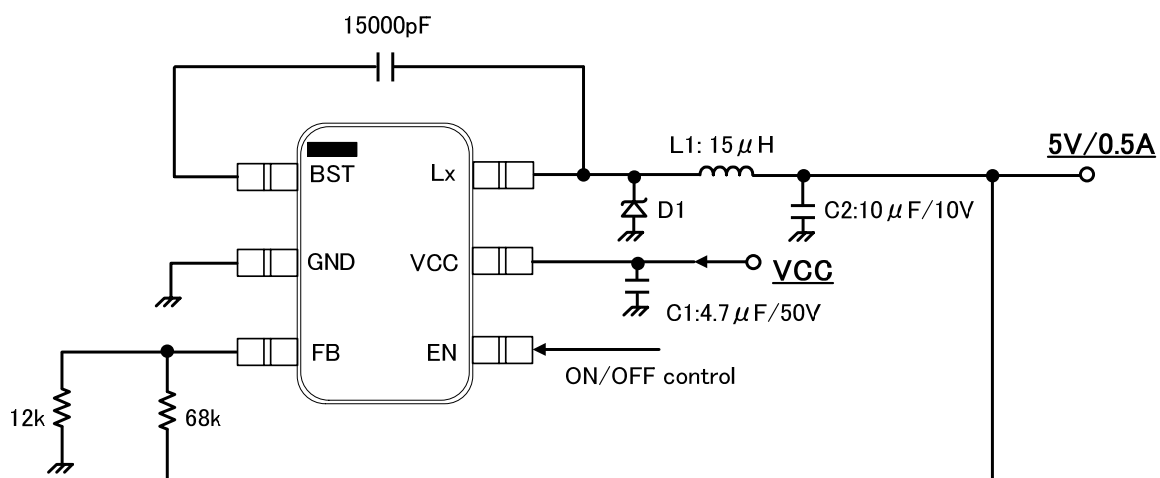 15000pF
BST
Lx
L1: 15μH
5V/0.5A
D1
C2:10μF/10V
GND
VCC
VCC
C1:4.7μF/50V
FB
EN
ON/OFF control
12k
68k